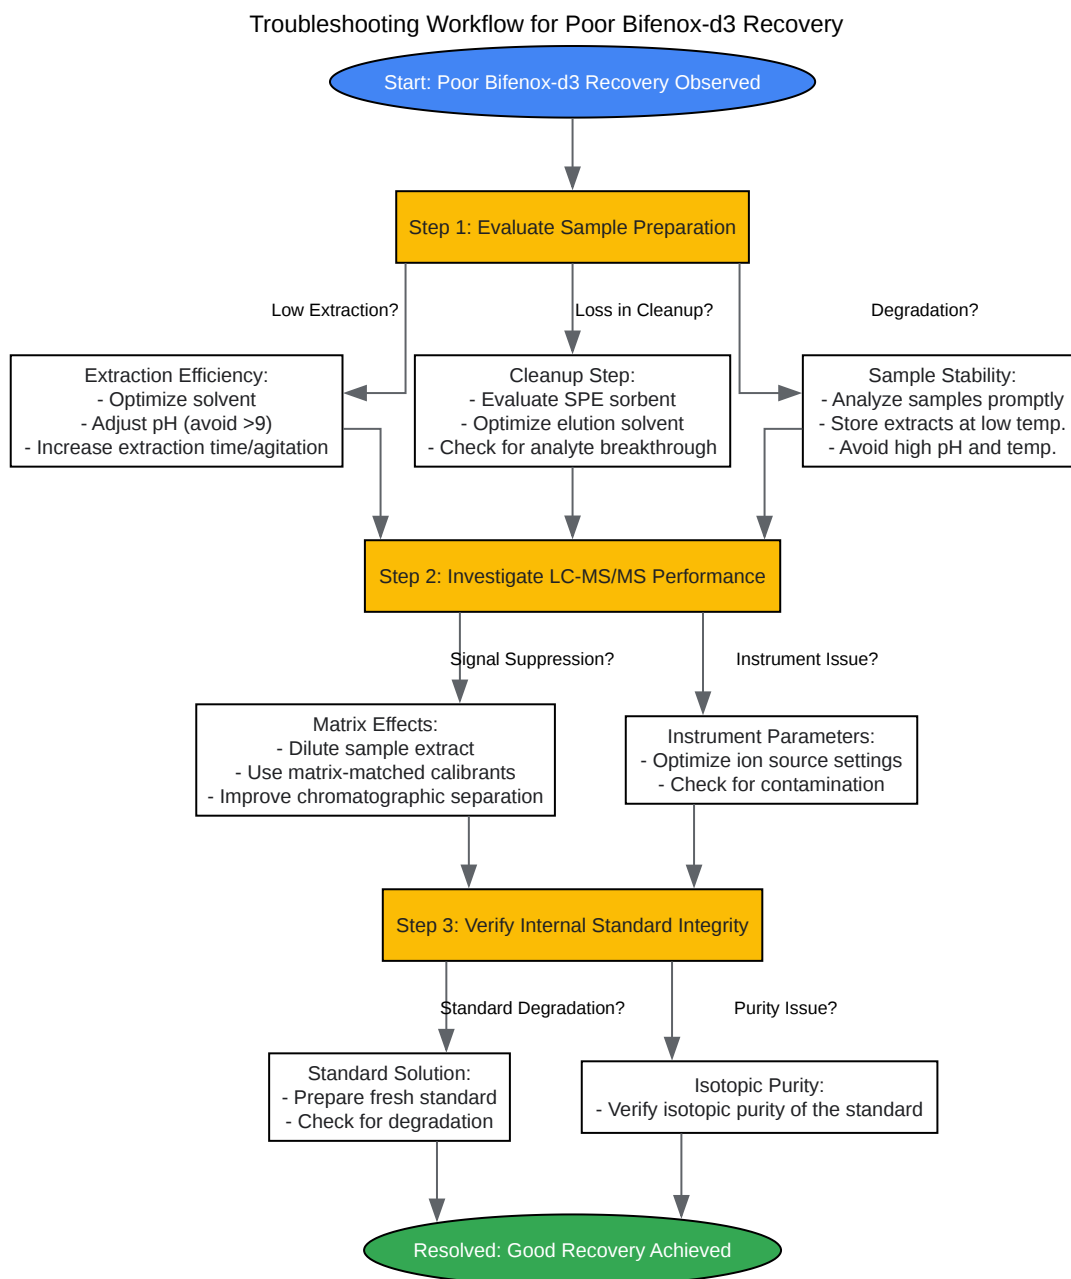 Troubleshooting Workflow for Poor Bifenox-d3 Recovery
Start: Poor Bifenox-d3 Recovery Observed
Step 1: Evaluate Sample Preparation
Low Extraction?
Loss in Cleanup?
Degradation?
Extraction Efficiency:
- Optimize solvent
- Adjust pH (avoid >9)
- Increase extraction time/agitation
Cleanup Step:
- Evaluate SPE sorbent
- Optimize elution solvent
- Check for analyte breakthrough
Sample Stability:
- Analyze samples promptly
- Store extracts at low temp.
- Avoid high pH and temp.
Step 2: Investigate LC-MS/MS Performance
Signal Suppression?
Instrument Issue?
Matrix Effects:
- Dilute sample extract
- Use matrix-matched calibrants
- Improve chromatographic separation
Instrument Parameters:
- Optimize ion source settings
- Check for contamination
Step 3: Verify Internal Standard Integrity
Standard Degradation?
Purity Issue?
Standard Solution:
- Prepare fresh standard
- Check for degradation
Isotopic Purity:
- Verify isotopic purity of the standard
Resolved: Good Recovery Achieved